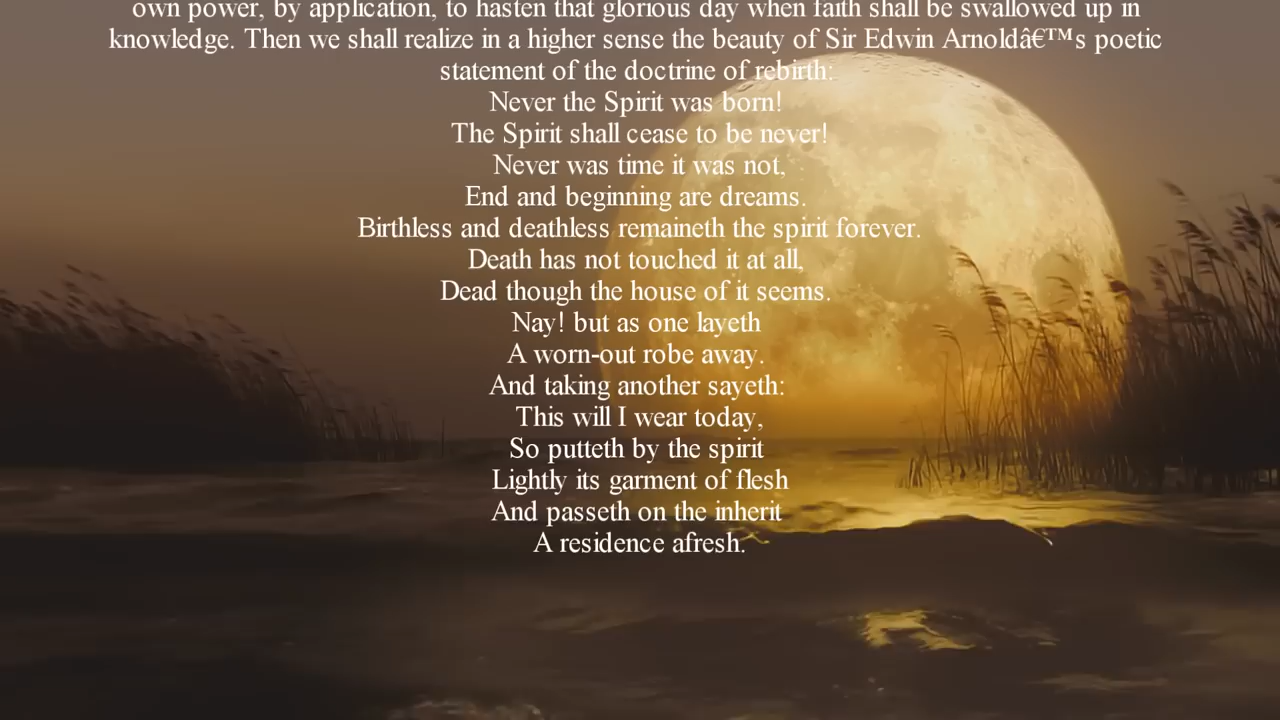 own power, by application, to hasten that glorious day when faith shall be swallowed up in
knowledge. Then we shall realize in a higher sense the beauty of Sir Edwin Arnoldâ€™s poetic
statement of the doctrine of rebirth:
Never the Spirit was born!
The Spirit shall cease to be never!
Never was time it was not,
End and beginning are dreams.
Birthless and deathless remaineth the spirit forever.
Death has not touched it at all,
Dead though the house of it seems.
Nay! but as one layeth
A worn-out robe away.
And taking another sayeth:
This will I wear today,
So putteth by the spirit
Lightly its garment of flesh
And passeth on the inherit
A residence afresh.